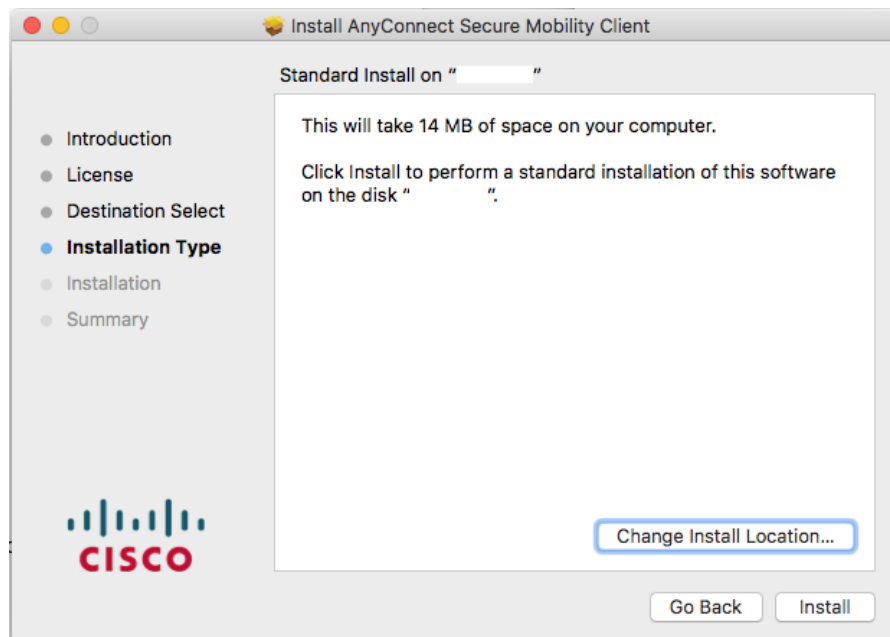 Install AnyConnect Secure Mobility Client
Standard Install on “ ”
This will take 14 MB of space on your computer.
Click Install to perform a standard installation of this software
on the disk “ ”.
Introduction
License
Destination Select
Installation Type
Installation
Summary
CISCO
Change Install Location...
Go Back
Install